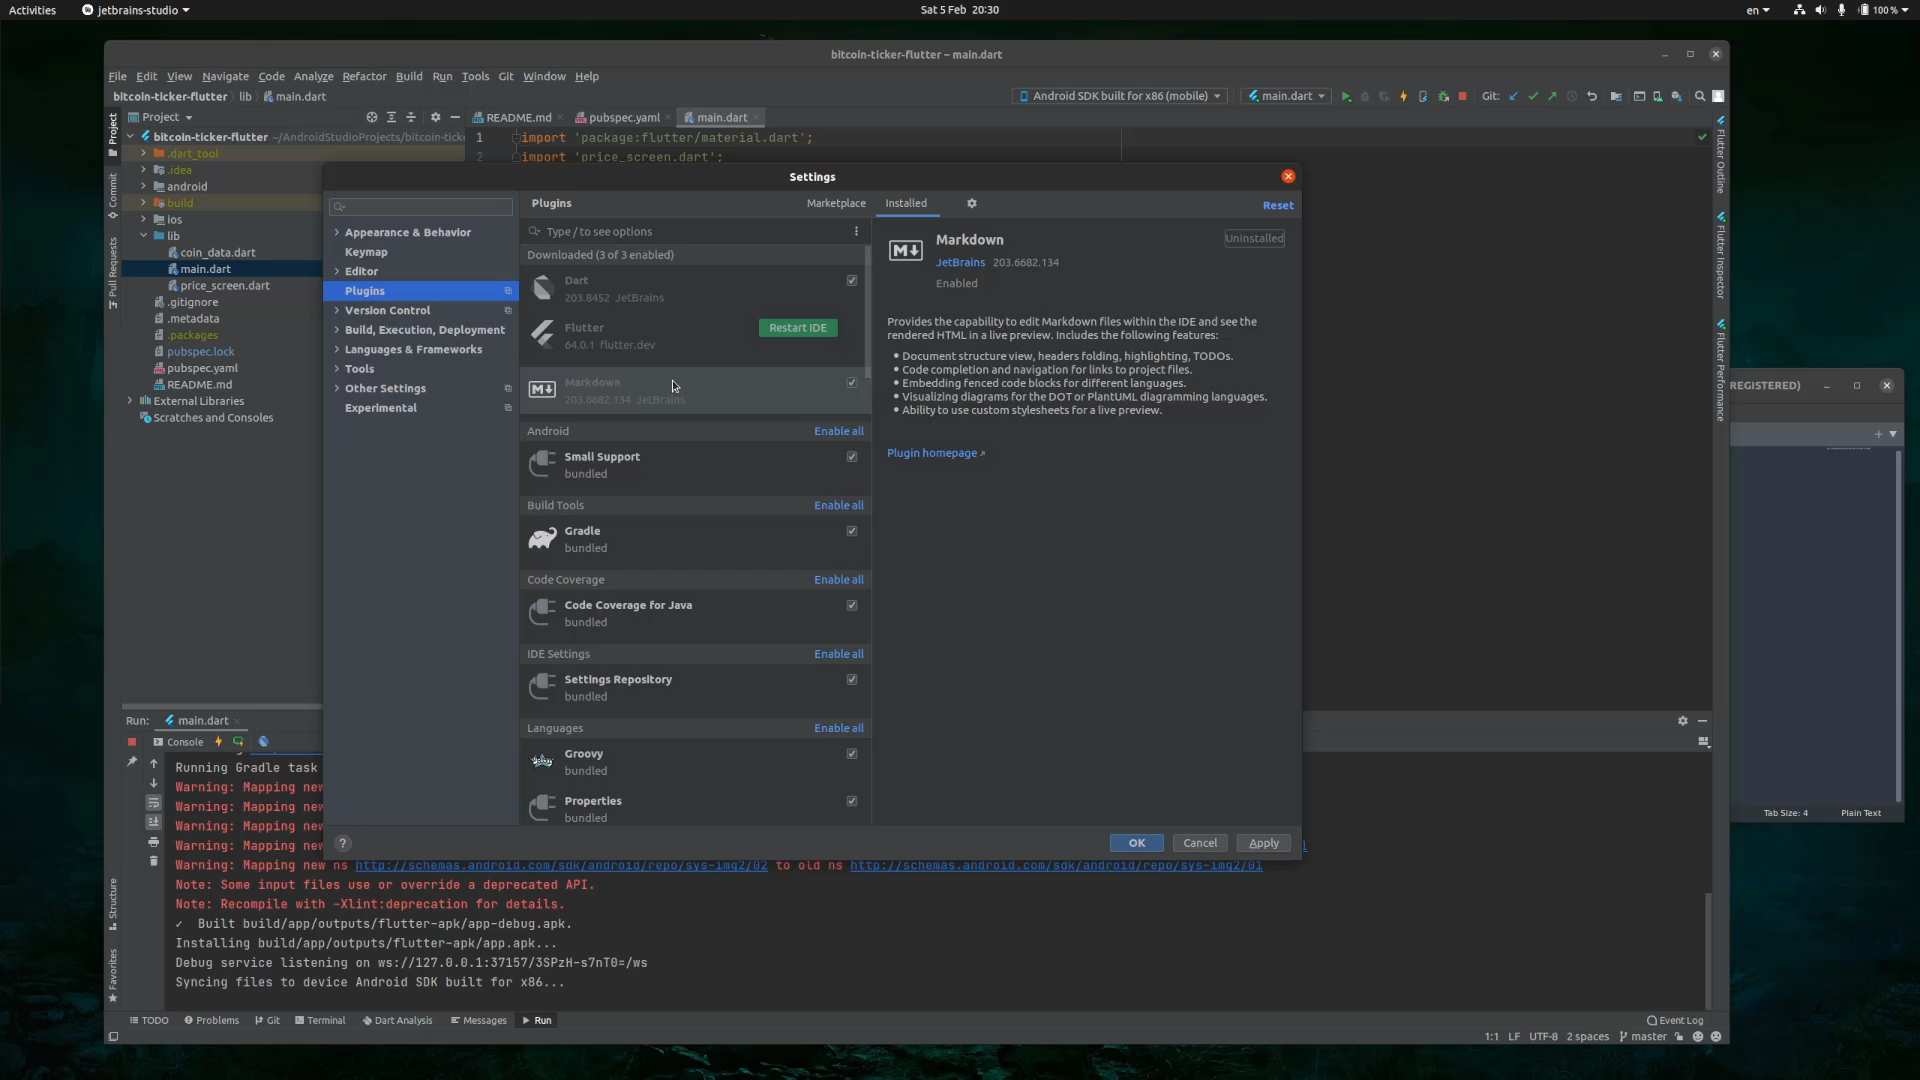 Activities
jetbrains-studio
Sat 5 Feb 20:30
en
100 %
bitcoin-ticker-flutter – main.dart
File Edit View Navigate Code Analyze Refactor Build Run Tools Git Window Help
bitcoin-ticker-flutter lib main.dart
Android SDK built for x86 (mobile)
main.dart
Git:
Project
README.md
pubspec.yaml
main.dart
Project
Commit
Pull Requests
Structure
Favorites
bitcoin-ticker-flutter ~/AndroidStudioProjects/bitcoin-ticke
.dart_tool
.idea
android
build
ios
lib
coin_data.dart
main.dart
price_screen.dart
.gitignore
.metadata
.packages
pubspec.lock
pubspec.yaml
README.md
External Libraries
Scratches and Consoles
1 import 'package:flutter/material.dart';
2 import 'price_screen.dart';
Flutter Outline
Flutter Inspector
Flutter Performance
Settings
Appearance & Behavior
Keymap
Editor
Plugins
Version Control
Build, Execution, Deployment
Languages & Frameworks
Tools
Other Settings
Experimental
Plugins
Marketplace
Installed
Reset
Type / to see options
Downloaded (3 of 3 enabled)
Dart
203.8452 JetBrains
Flutter
64.0.1 flutter.dev
Restart IDE
Markdown
203.6682.134 JetBrains
Android
Enable all
Smali Support
bundled
Build Tools
Enable all
Gradle
bundled
Code Coverage
Enable all
Code Coverage for Java
bundled
IDE Settings
Enable all
Settings Repository
bundled
Languages
Enable all
Groovy
bundled
Properties
bundled
Markdown
Uninstalled
JetBrains 203.6682.134
Enabled
Provides the capability to edit Markdown files within the IDE and see the
rendered HTML in a live preview. Includes the following features:
• Document structure view, headers folding, highlighting, TODOs.
• Code completion and navigation for links to project files.
• Embedding fenced code blocks for different languages.
• Visualizing diagrams for the DOT or PlantUML diagramming languages.
• Ability to use custom stylesheets for a live preview.
Plugin homepage
?
OK
Cancel
Apply
REGISTERED)
Tab Size: 4
Plain Text
Run: main.dart
Console
Running Gradle task
Warning: Mapping new
Warning: Mapping new
Warning: Mapping new
Warning: Mapping new
Warning: Mapping new ns http://schemas.android.com/sdk/android/repo/sys-img2/02 to old ns http://schemas.android.com/sdk/android/repo/sys-img2/01
Note: Some input files use or override a deprecated API.
Note: Recompile with -Xlint:deprecation for details.
✓ Built build/app/outputs/flutter-apk/app-debug.apk.
Installing build/app/outputs/flutter-apk/app.apk...
Debug service listening on ws://127.0.0.1:37157/3SPzH-s7nT0=/ws
Syncing files to device Android SDK built for x86...
TODO
Problems
Git
Terminal
Dart Analysis
Messages
Run
Event Log
1:1 LF UTF-8 2 spaces master